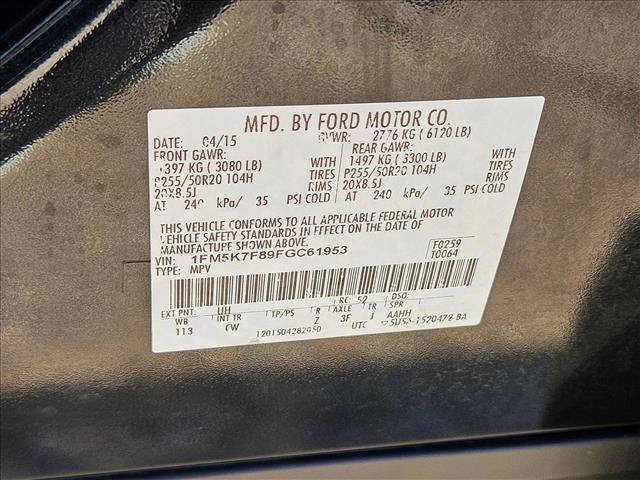 MFD. BY FORD MOTOR CO.
DATE: 04/15 GVWR: 2776 KG ( 6120 LB)
FRONT GAWR: REAR GAWR:
1397 KG ( 3080 LB) WITH 1497 KG ( 3300 LB) WITH
P255/50R20 104H TIRES P255/50R20 104H TIRES
20X8.5J RIMS 20X8.5J RIMS
AT 240 kPa/ 35 PSI COLD AT 240 kPa/ 35 PSI COLD
THIS VEHICLE CONFORMS TO ALL APPLICABLE FEDERAL MOTOR
VEHICLE SAFETY STANDARDS IN EFFECT ON THE DATE OF
MANUFACTURE SHOWN ABOVE.
VIN: 1FM5K7F89FGC61953 F0259
TYPE: MPV T0064
EXT PNT: UH RC: 52 DSO:
WB INT TR TP/PS R AXLE TR SPR
113 CW Z 3F J AAHH
1201504282050 UTC